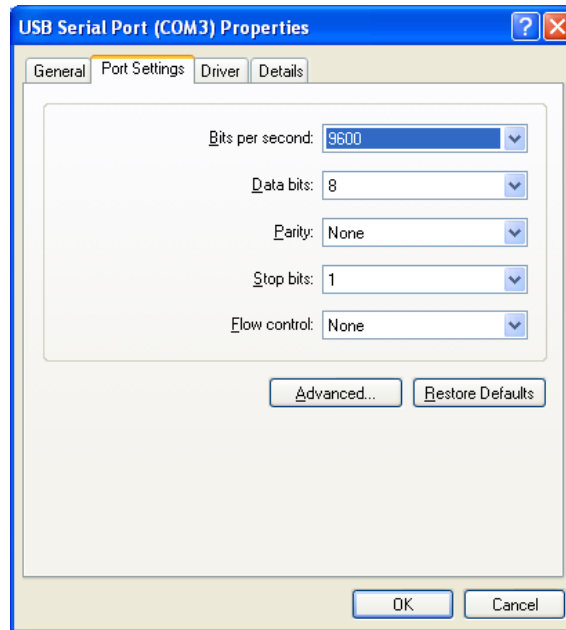 USB Serial Port (COM3) Properties
General Port Settings Driver Details
Bits per second: 9600
Data bits: 8
Parity: None
Stop bits: 1
Flow control: None
Advanced... Restore Defaults
OK Cancel